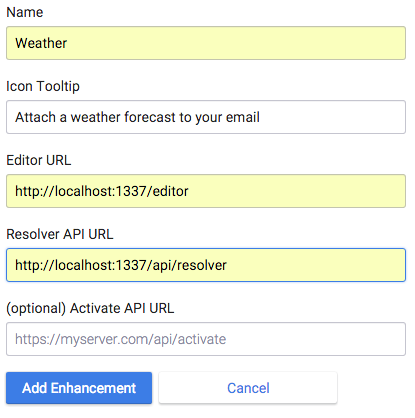 Name
Weather
Icon Tooltip
Attach a weather forecast to your email
Editor URL
http://localhost:1337/editor
Resolver API URL
http://localhost:1337/api/resolver
(optional) Activate API URL
https://myserver.com/api/activate
Add Enhancement Cancel